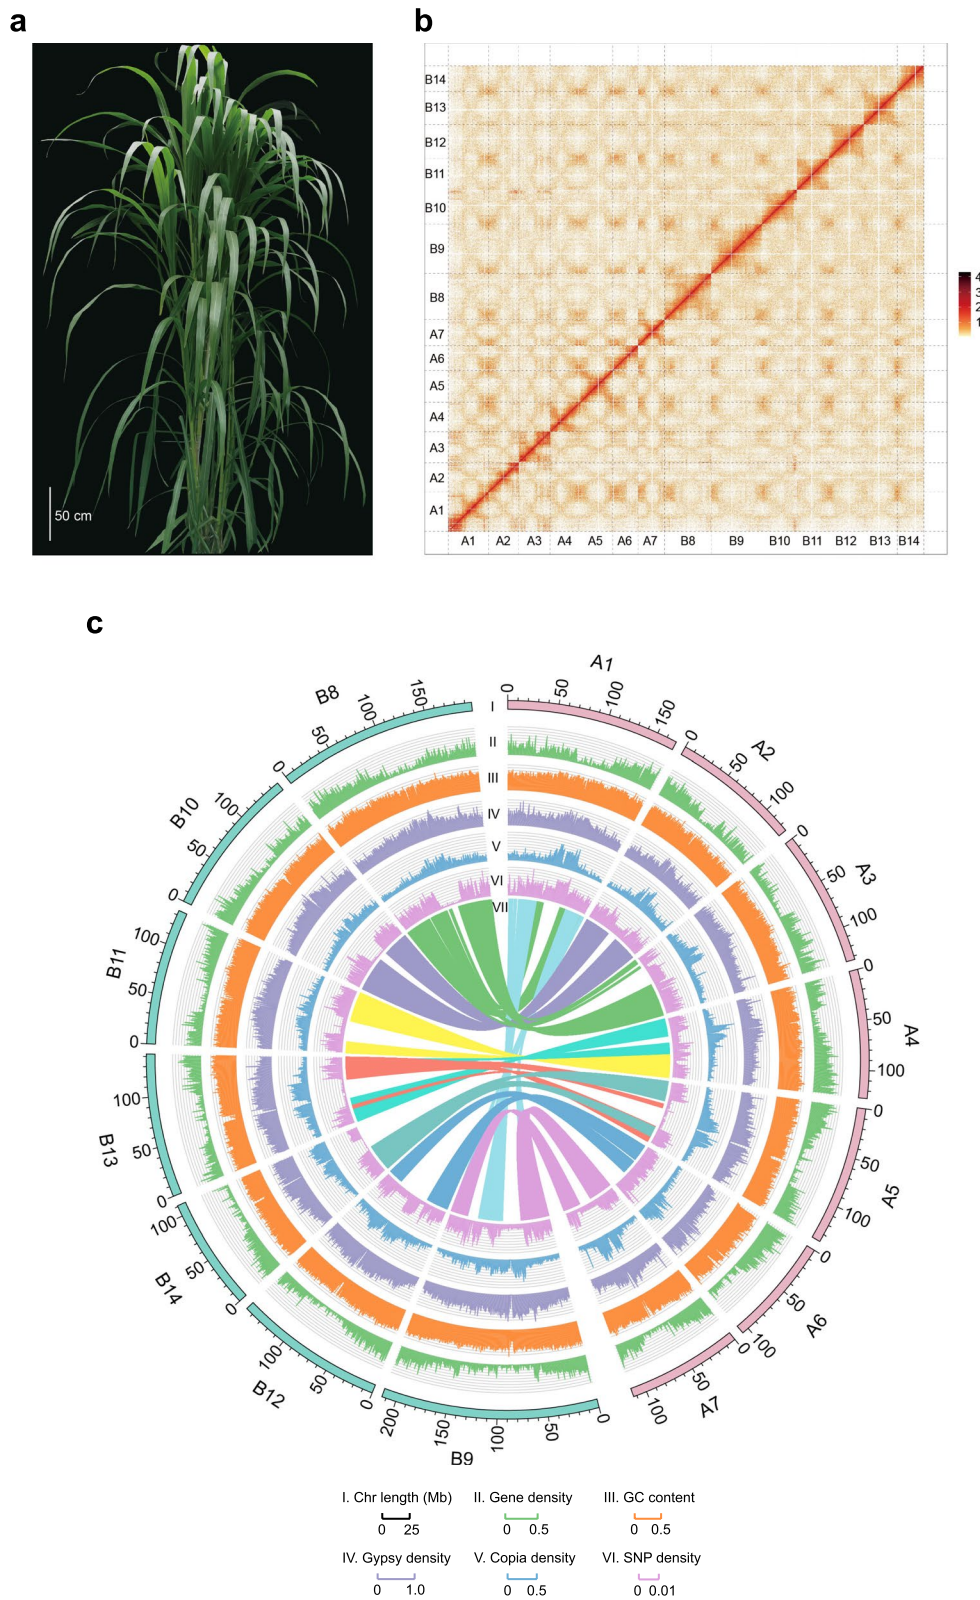 a
50 cm
b
B14
B13
B12
B11
B10
B9
B8
A7
A6
A5
A4
A3
A2
A1
A1 A2 A3 A4 A5 A6 A7 B8 B9 B10 B11 B12 B13 B14
4
3
2
1
c
A1
0 50 100 150
A2
0 50 100
A3
0 50 100
A4
0 50 100
A5
0 50 100
A6
0 50 100
A7
0 50 100
B9
0 50 100 150 200
B12
0 50 100
B14
0 50 100
B13
0 50 100
B11
0 50 100
B10
0 50 100
B8
0 50 100 150
I
II
III
IV
V
VI
VII
I. Chr length (Mb) II. Gene density III. GC content
0 25 0 0.5 0 0.5
IV. Gypsy density V. Copia density VI. SNP density
0 1.0 0 0.5 0 0.01